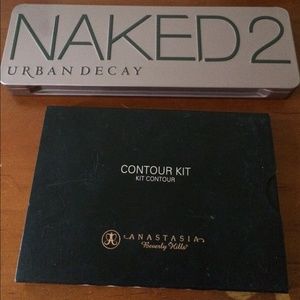 NAKED2
URBAN DECAY
CONTOUR KIT
KIT CONTOUR
ANASTASIA
Beverly Hills